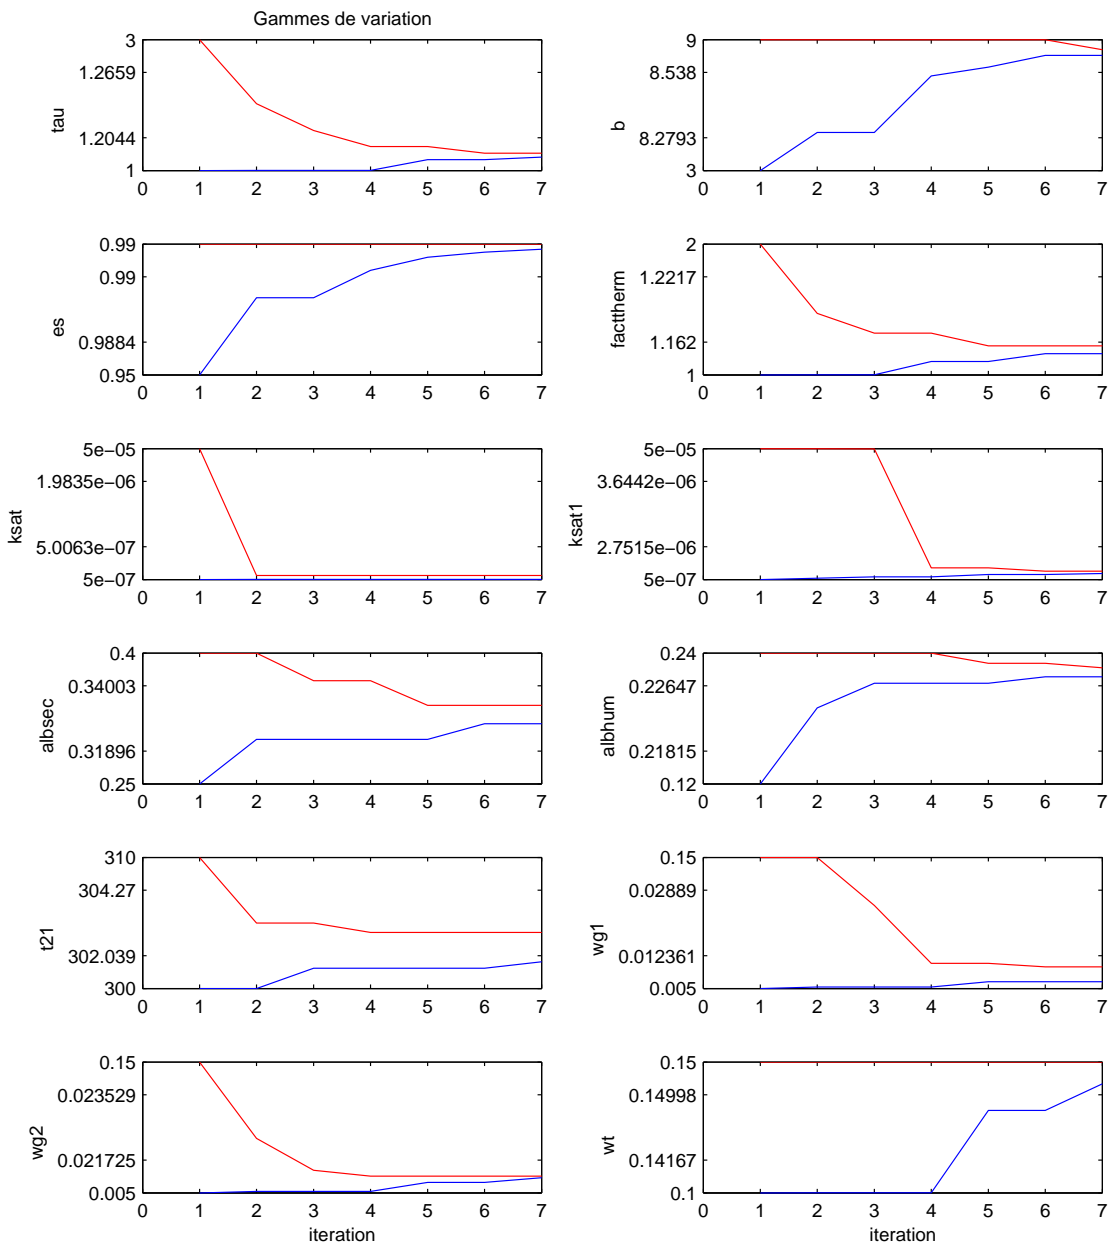 Gammes de variation
3
1.2659
1.2044
1
tau
0 1 2 3 4 5 6 7
9
8.538
8.2793
3
b
0 1 2 3 4 5 6 7
0.99
0.99
0.9884
0.95
es
0 1 2 3 4 5 6 7
2
1.2217
1.162
1
facttherm
0 1 2 3 4 5 6 7
5e−05
1.9835e−06
5.0063e−07
5e−07
ksat
0 1 2 3 4 5 6 7
5e−05
3.6442e−06
2.7515e−06
5e−07
ksat1
0 1 2 3 4 5 6 7
0.4
0.34003
0.31896
0.25
albsec
0 1 2 3 4 5 6 7
0.24
0.22647
0.21815
0.12
albhum
0 1 2 3 4 5 6 7
310
304.27
302.039
300
t21
0 1 2 3 4 5 6 7
0.15
0.02889
0.012361
0.005
wg1
0 1 2 3 4 5 6 7
0.15
0.023529
0.021725
0.005
wg2
0 1 2 3 4 5 6 7
iteration
0.15
0.14998
0.14167
0.1
wt
0 1 2 3 4 5 6 7
iteration